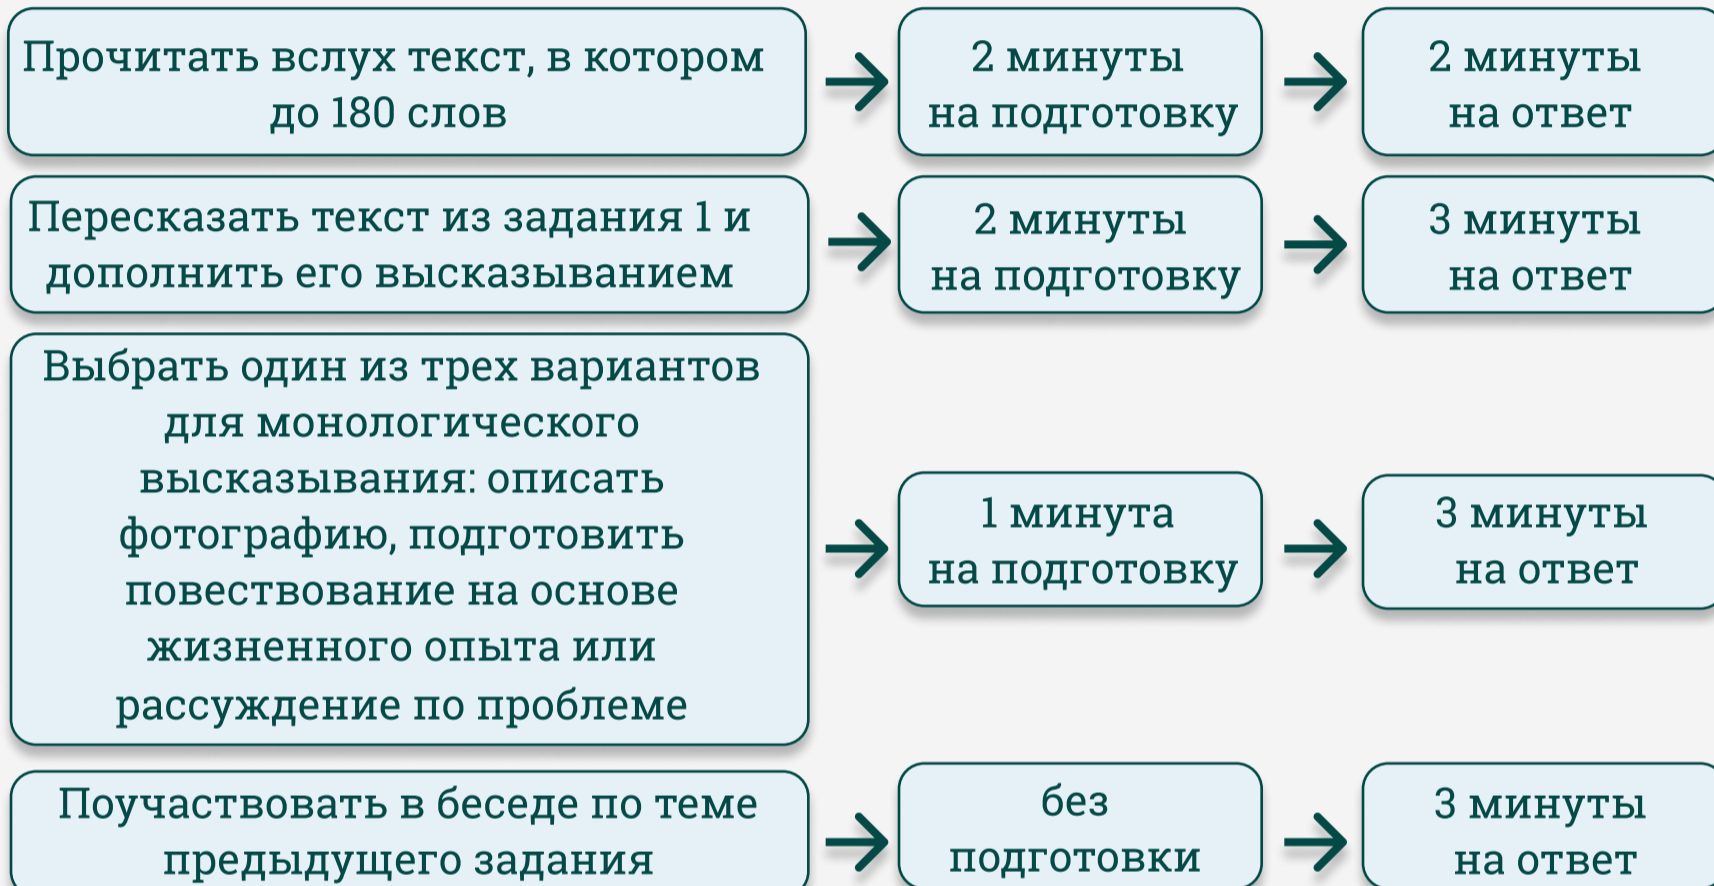 Прочитать вслух текст, в котором
до 180 слов
2 минуты
на подготовку
2 минуты
на ответ
Пересказать текст из задания 1 и
дополнить его высказыванием
2 минуты
на подготовку
3 минуты
на ответ
Выбрать один из трех вариантов
для монологического
высказывания: описать
фотографию, подготовить
повествование на основе
жизненного опыта или
рассуждение по проблеме
1 минута
на подготовку
3 минуты
на ответ
Поучаствовать в беседе по теме
предыдущего задания
без
подготовки
3 минуты
на ответ